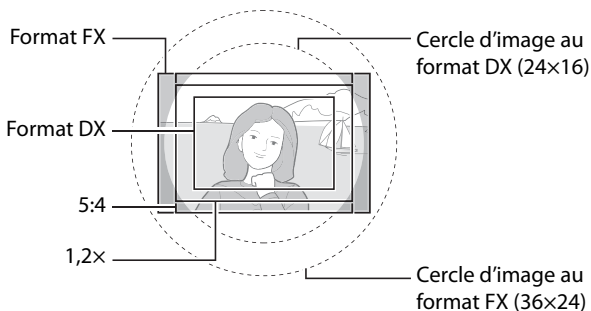 Format FX
Cercle d’image au
format DX (24×16)
Format DX
5:4
1,2×
Cercle d’image au
format FX (36×24)